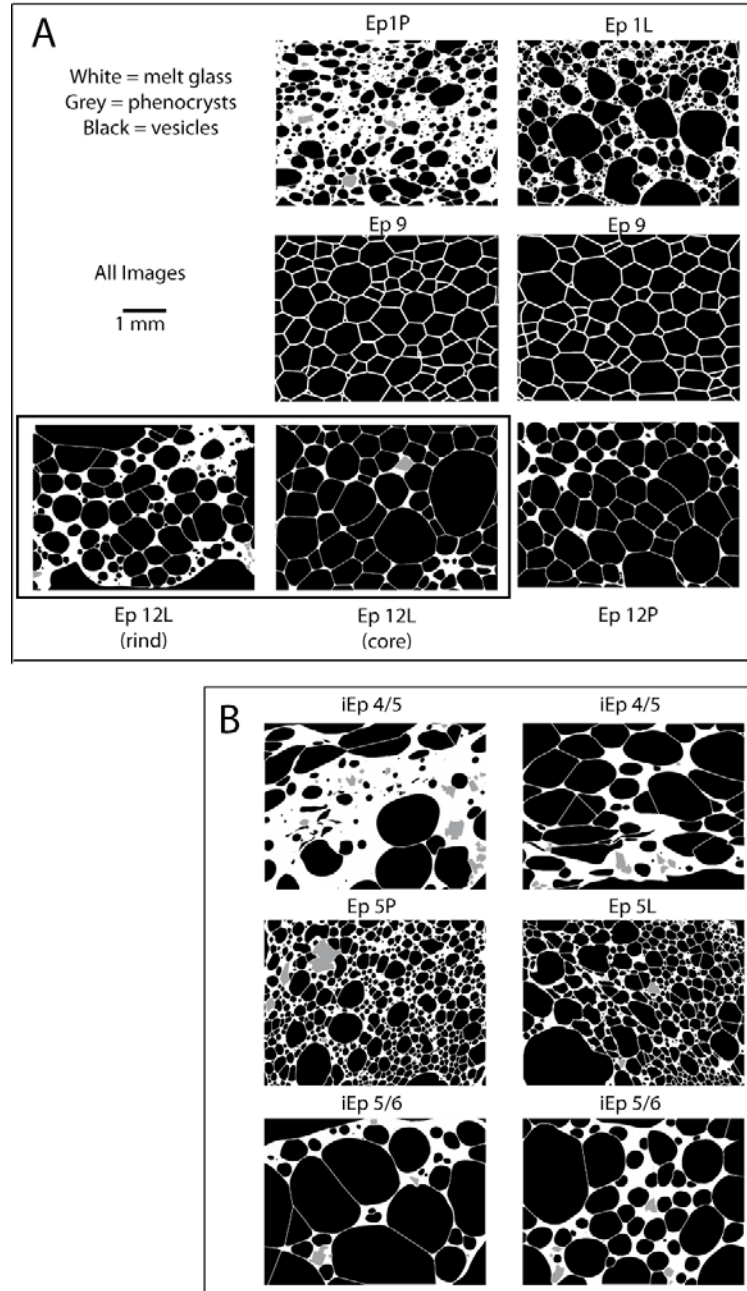 A
Ep1P
Ep 1L
White = melt glass
Grey = phenocrysts
Black = vesicles
Ep 9
Ep 9
All Images
1 mm
Ep 12L
(rind)
Ep 12L
(core)
Ep 12P
B
iEp 4/5
iEp 4/5
Ep 5P
Ep 5L
iEp 5/6
iEp 5/6